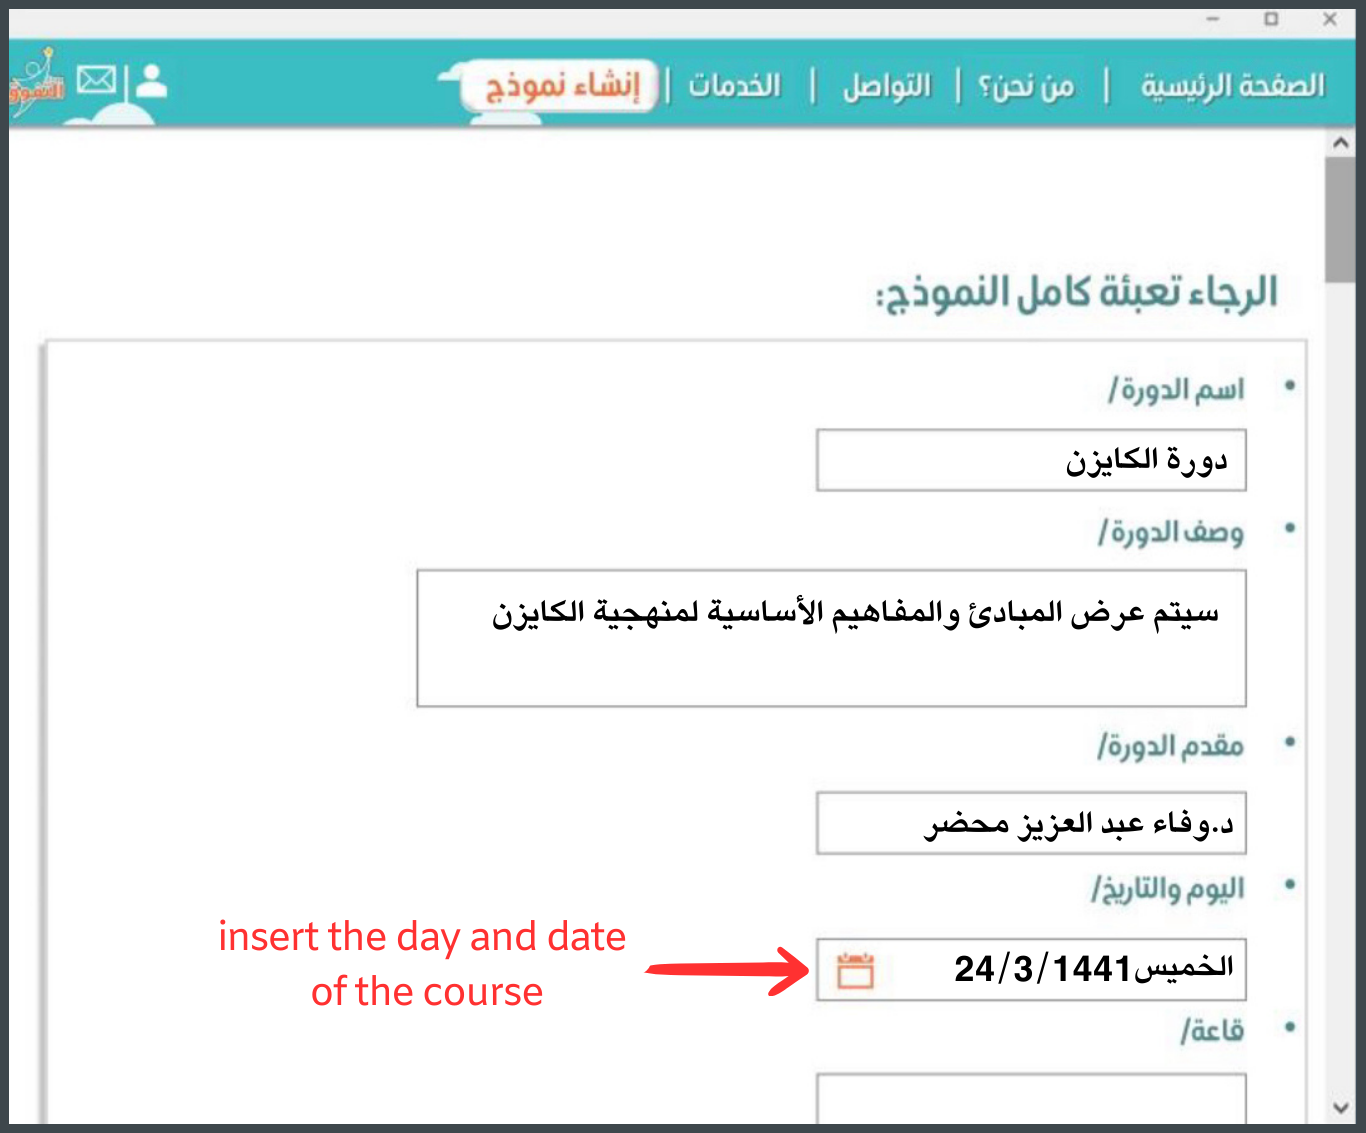 الصفحة الرئيسية | من نحن؟ | التواصل | الخدمات | إنشاء نموذج
التفوق
الرجاء تعبئة كامل النموذج:
• اسم الدورة/
دورة الكايزن
• وصف الدورة/
سيتم عرض المبادئ والمفاهيم الأساسية لمنهجية الكايزن
• مقدم الدورة/
د.وفاء عبد العزيز محضر
• اليوم والتاريخ/
الخميس24/3/1441
insert the day and date
of the course
• قاعة/